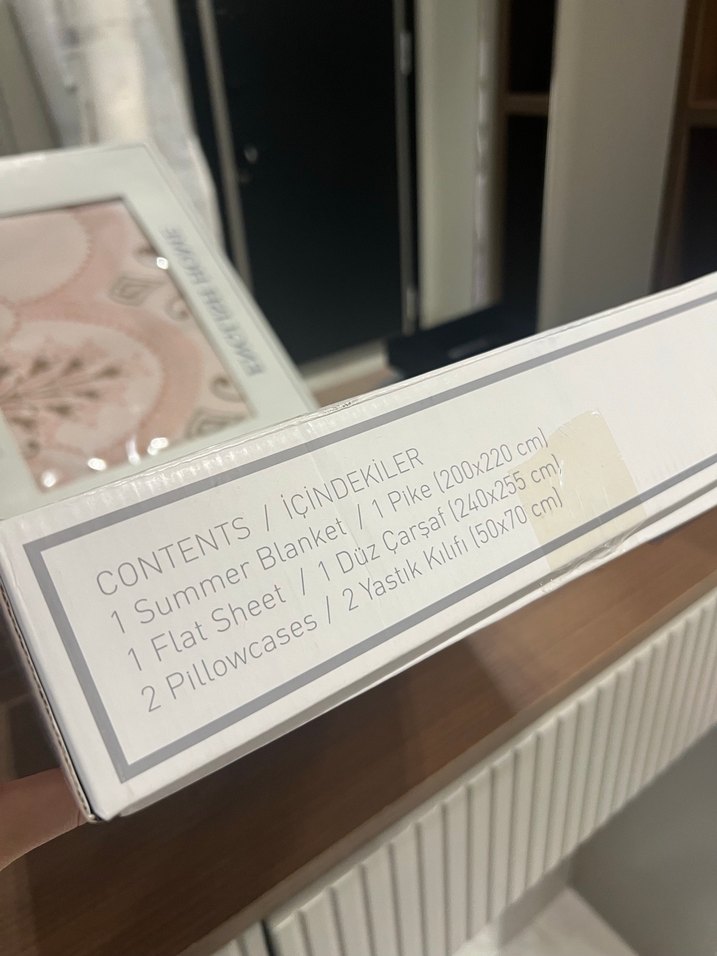 HOME
CONTENTS / İÇİNDEKİLER
1 Summer Blanket / 1 Pike (200x220 cm)
1 Flat Sheet / 1 Düz Çarşaf (240x255 cm)
2 Pillowcases / 2 Yastık Kılıfı (50x70 cm)